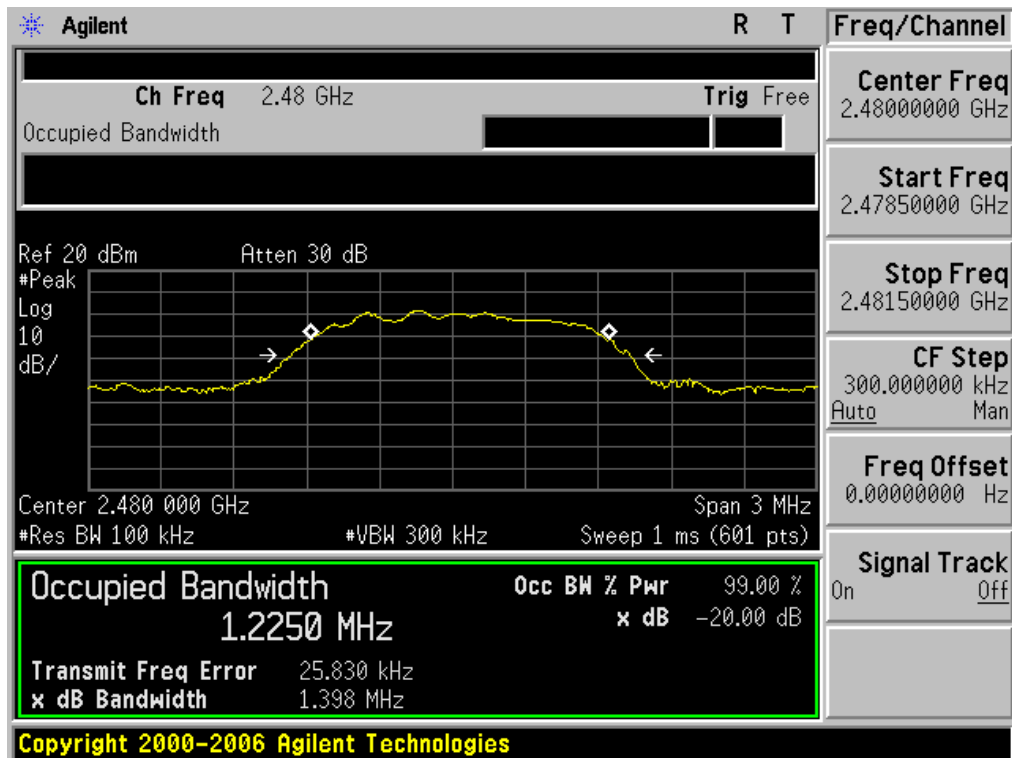 Agilent R T
Ch Freq 2.48 GHz Trig Free
Occupied Bandwidth
Ref 20 dBm Atten 30 dB
#Peak
Log
10
dB/
Center 2.480 000 GHz Span 3 MHz
#Res BW 100 kHz #VBW 300 kHz Sweep 1 ms (601 pts)
Occupied Bandwidth Occ BW % Pwr 99.00 %
1.2250 MHz x dB -20.00 dB
Transmit Freq Error 25.830 kHz
x dB Bandwidth 1.398 MHz
Copyright 2000-2006 Agilent Technologies
Freq/Channel
Center Freq
2.48000000 GHz
Start Freq
2.47850000 GHz
Stop Freq
2.48150000 GHz
CF Step
300.000000 kHz
Auto Man
Freq Offset
0.00000000 Hz
Signal Track
On Off